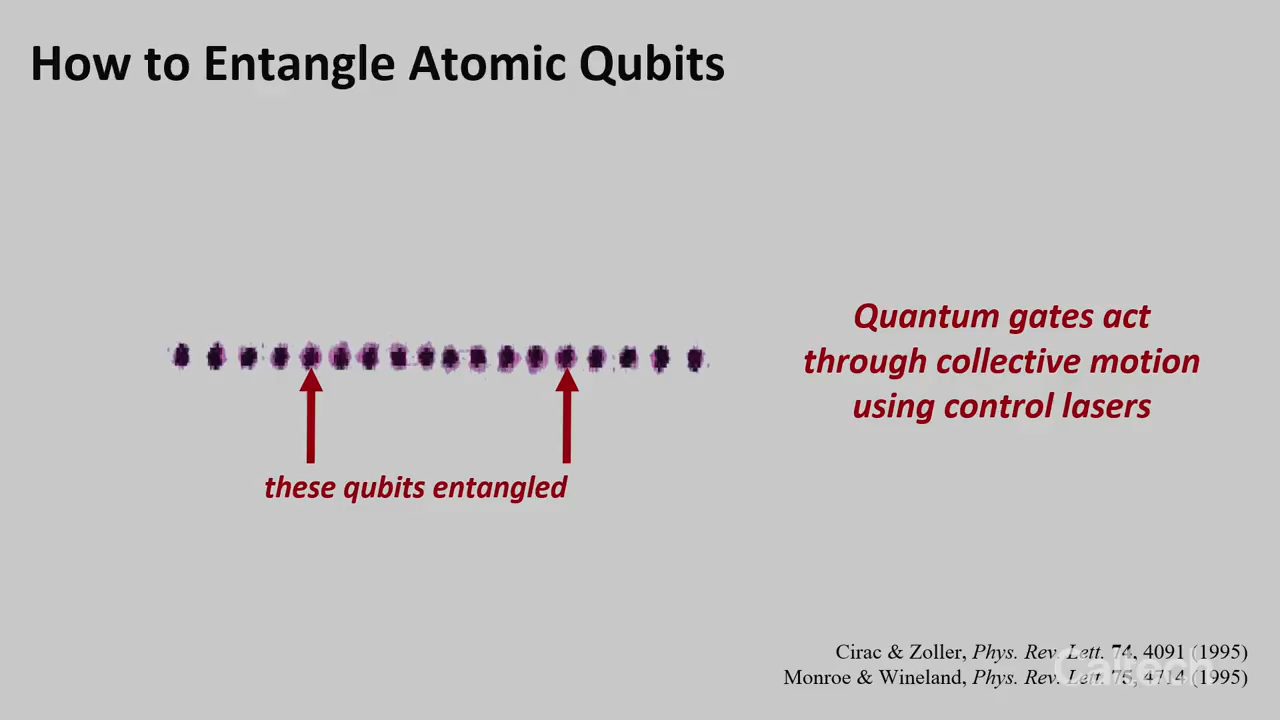 How to Entangle Atomic Qubits
Quantum gates act
through collective motion
using control lasers
these qubits entangled
Cirac & Zoller, Phys. Rev. Lett. 74, 4091 (1995)
Monroe & Wineland, Phys. Rev. Lett. 75, 4714 (1995)
Caltech